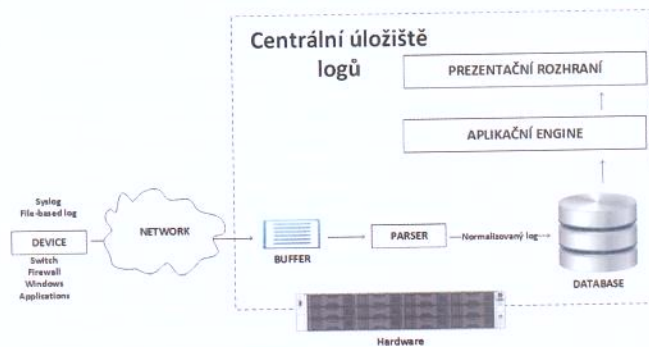 Centrální úložiště
logů
PREZENTAČNÍ ROZHRANÍ
APLIKAČNÍ ENGINE
Syslog
File-based log
DEVICE
Switch
Firewall
Windows
Applications
NETWORK
BUFFER
PARSER
Normalizovaný log
DATABASE
Hardware